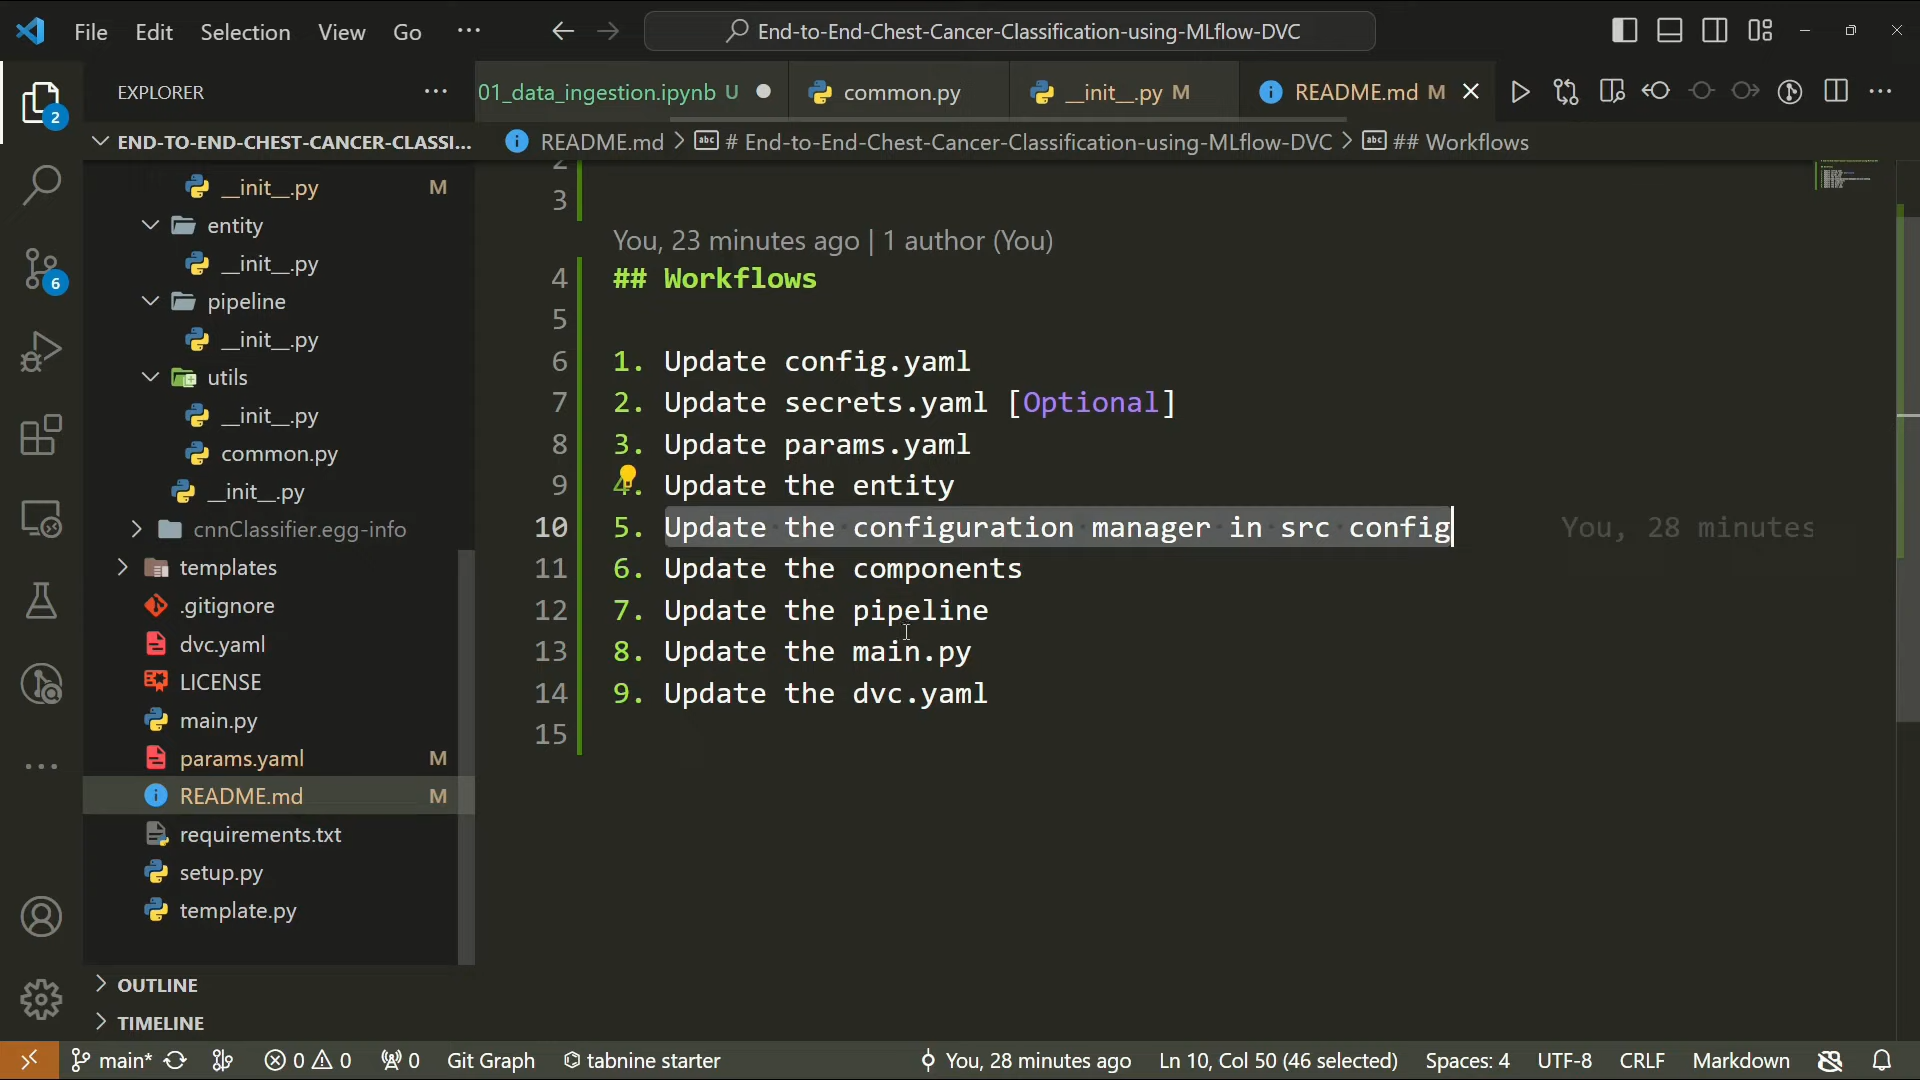 File Edit Selection View Go ··· End-to-End-Chest-Cancer-Classification-using-MLflow-DVC
EXPLORER ···
01_data_ingestion.ipynb U common.py __init__.py M README.md M
END-TO-END-CHEST-CANCER-CLASSI...
README.md > # End-to-End-Chest-Cancer-Classification-using-MLflow-DVC > ## Workflows
2
6
__init__.py M
entity
__init__.py
pipeline
__init__.py
utils
__init__.py
common.py
__init__.py
cnnClassifier.egg-info
templates
.gitignore
dvc.yaml
LICENSE
main.py
params.yaml M
README.md M
requirements.txt
setup.py
template.py
OUTLINE
TIMELINE
2
3
You, 23 minutes ago | 1 author (You)
4 ## Workflows
5
6 1. Update config.yaml
7 2. Update secrets.yaml [Optional]
8 3. Update params.yaml
9 4. Update the entity
10 5. Update the configuration manager in src config You, 28 minutes
11 6. Update the components
12 7. Update the pipeline
13 8. Update the main.py
14 9. Update the dvc.yaml
15
main* 0 0 0 Git Graph tabnine starter You, 28 minutes ago Ln 10, Col 50 (46 selected) Spaces: 4 UTF-8 CRLF Markdown